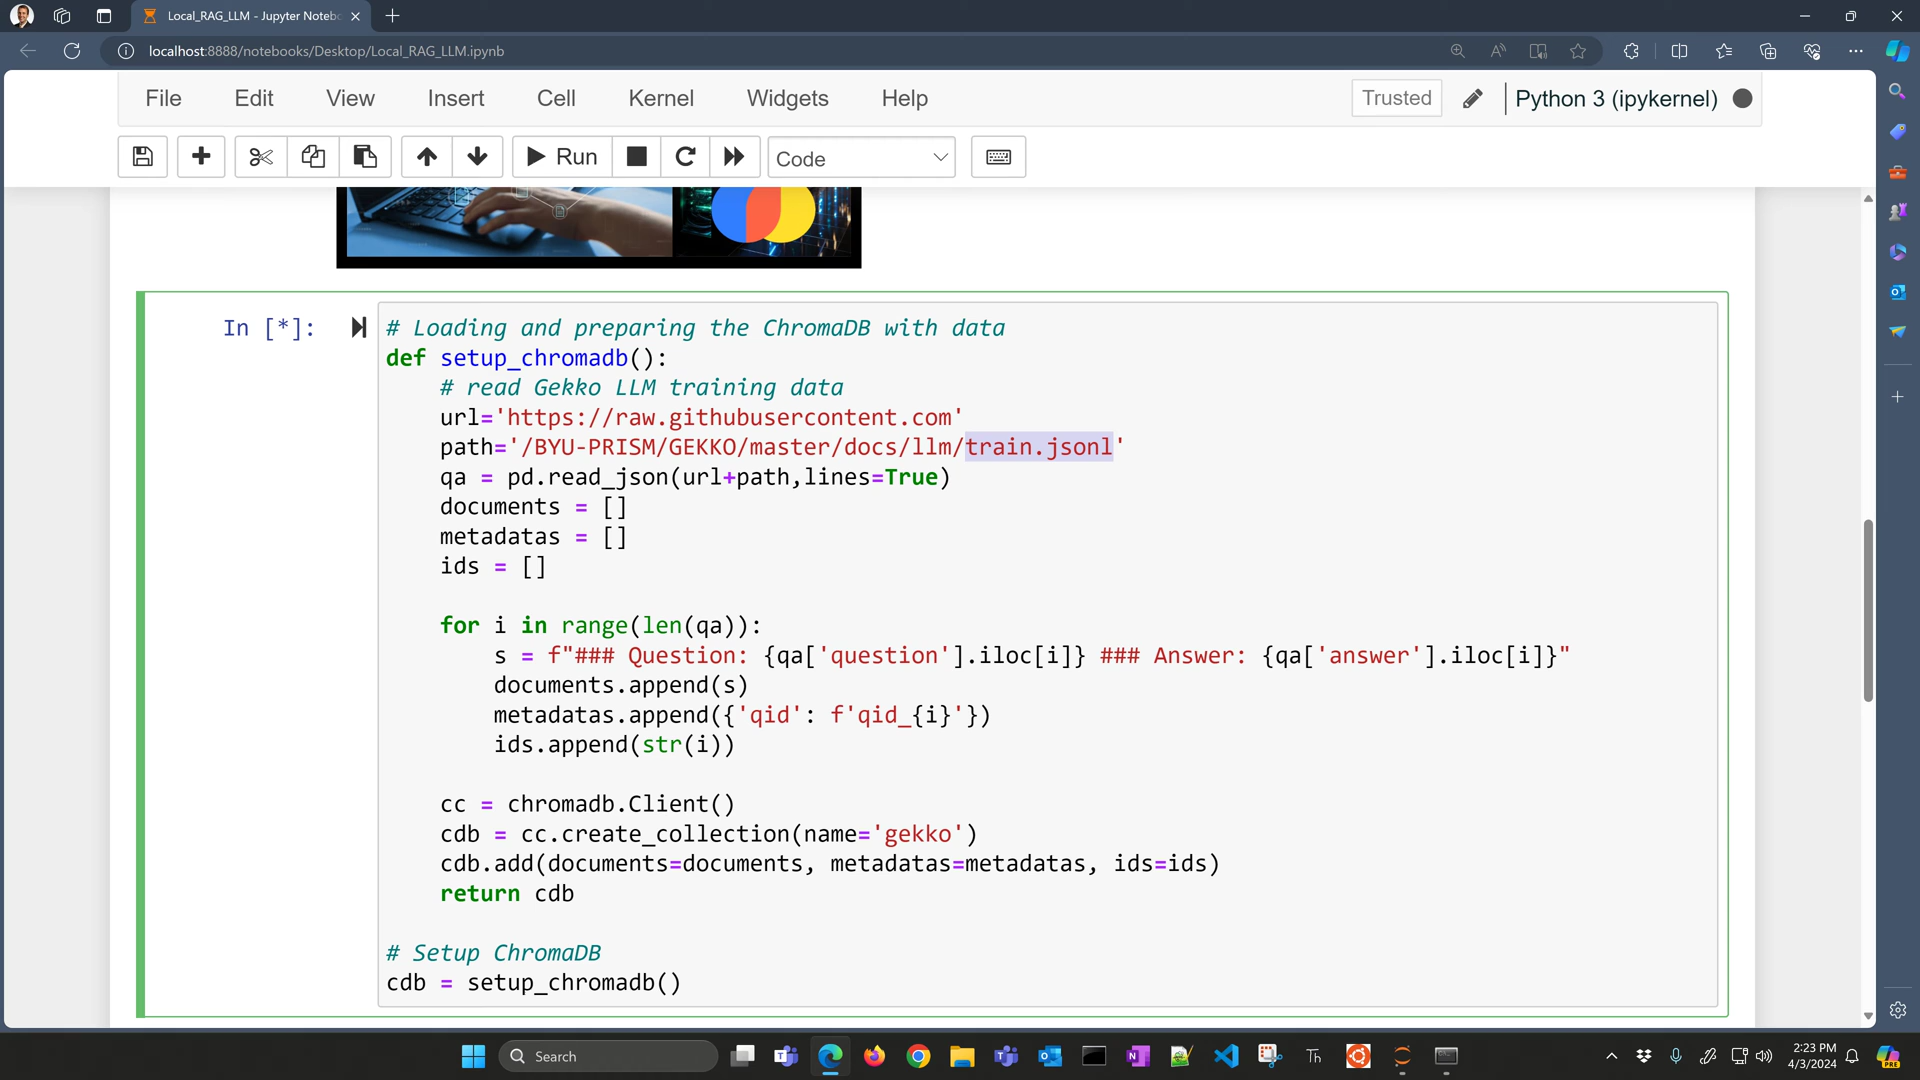 Local_RAG_LLM - Jupyter Notebo
localhost:8888/notebooks/Desktop/Local_RAG_LLM.ipynb
File Edit View Insert Cell Kernel Widgets Help
Trusted
Python 3 (ipykernel)
Run
Code
In [*]:
# Loading and preparing the ChromaDB with data
def setup_chromadb():
    # read Gekko LLM training data
    url='https://raw.githubusercontent.com'
    path='/BYU-PRISM/GEKKO/master/docs/llm/train.jsonl'
    qa = pd.read_json(url+path,lines=True)
    documents = []
    metadatas = []
    ids = []
    for i in range(len(qa)):
        s = f"### Question: {qa['question'].iloc[i]} ### Answer: {qa['answer'].iloc[i]}"
        documents.append(s)
        metadatas.append({'qid': f'qid_{i}'})
        ids.append(str(i))
    cc = chromadb.Client()
    cdb = cc.create_collection(name='gekko')
    cdb.add(documents=documents, metadatas=metadatas, ids=ids)
    return cdb
# Setup ChromaDB
cdb = setup_chromadb()
Search
Th
2:23 PM
4/3/2024
PRE